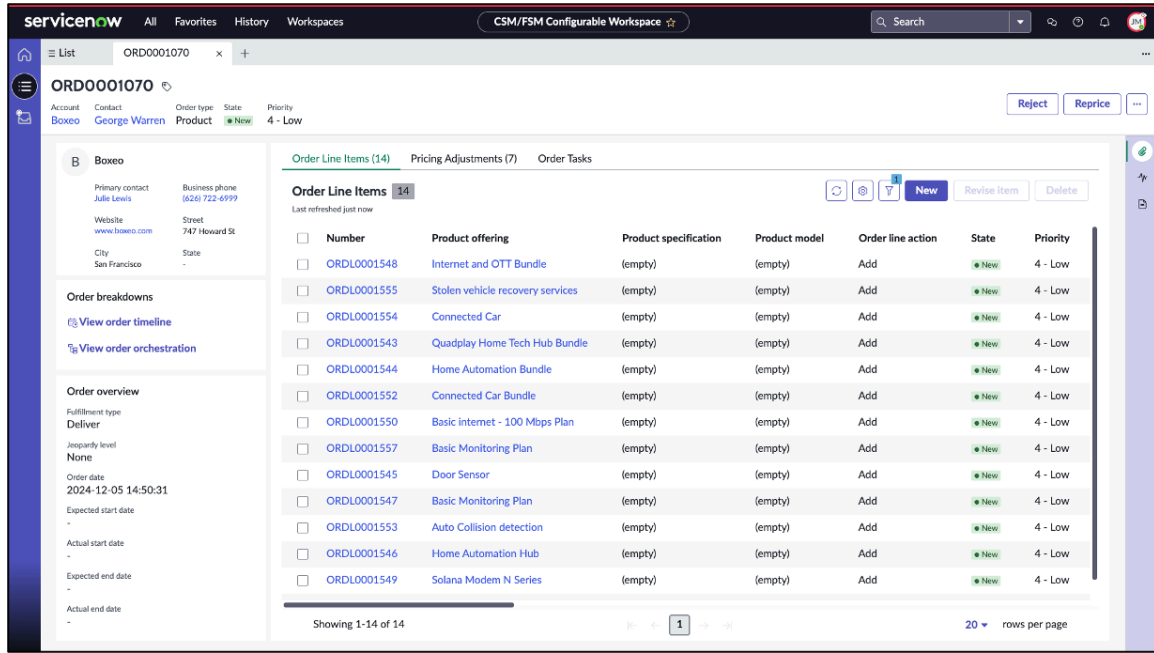 servicenow All Favorites History Workspaces CSM/FSM Configurable Workspace Search JM
List ORD0001070
ORD0001070
Account Contact Order type State Priority
Boxeo George Warren Product New 4 - Low
Reject Reprice
B Boxeo
Primary contact Business phone
Julie Lewis (626) 722-6999
Website Street
www.boxeo.com 747 Howard St
City State
San Francisco -
Order breakdowns
View order timeline
View order orchestration
Order overview
Fulfillment type
Deliver
Jeopardy level
None
Order date
2024-12-05 14:50:31
Expected start date
-
Actual start date
-
Expected end date
-
Actual end date
-
Order Line Items (14) Pricing Adjustments (7) Order Tasks
Order Line Items 14
Last refreshed just now
1 New Revise item Delete
Number Product offering Product specification Product model Order line action State Priority
ORDL0001548 Internet and OTT Bundle (empty) (empty) Add New 4 - Low
ORDL0001555 Stolen vehicle recovery services (empty) (empty) Add New 4 - Low
ORDL0001554 Connected Car (empty) (empty) Add New 4 - Low
ORDL0001543 Quadplay Home Tech Hub Bundle (empty) (empty) Add New 4 - Low
ORDL0001544 Home Automation Bundle (empty) (empty) Add New 4 - Low
ORDL0001552 Connected Car Bundle (empty) (empty) Add New 4 - Low
ORDL0001550 Basic internet - 100 Mbps Plan (empty) (empty) Add New 4 - Low
ORDL0001557 Basic Monitoring Plan (empty) (empty) Add New 4 - Low
ORDL0001545 Door Sensor (empty) (empty) Add New 4 - Low
ORDL0001547 Basic Monitoring Plan (empty) (empty) Add New 4 - Low
ORDL0001553 Auto Collision detection (empty) (empty) Add New 4 - Low
ORDL0001546 Home Automation Hub (empty) (empty) Add New 4 - Low
ORDL0001549 Solana Modem N Series (empty) (empty) Add New 4 - Low
Showing 1-14 of 14 1 20 rows per page